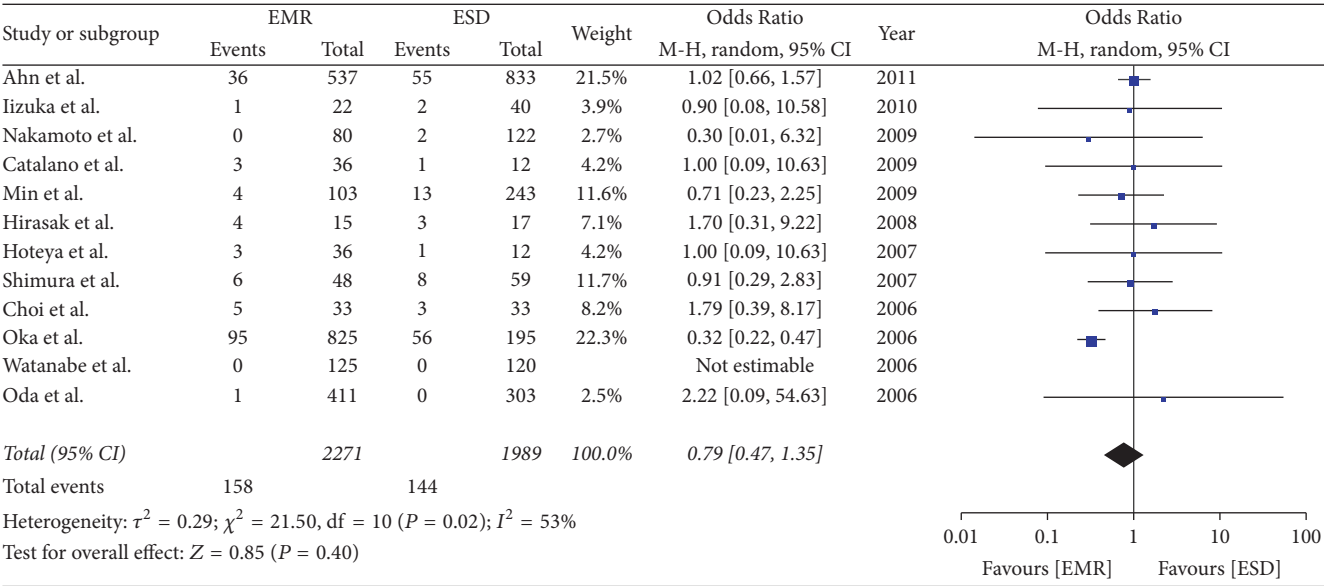 Study or subgroup EMR ESD Weight Odds Ratio Year Odds Ratio
Events Total Events Total M-H, random, 95% CI M-H, random, 95% CI
Ahn et al. 36 537 55 833 21.5% 1.02 [0.66, 1.57] 2011
Iizuka et al. 1 22 2 40 3.9% 0.90 [0.08, 10.58] 2010
Nakamoto et al. 0 80 2 122 2.7% 0.30 [0.01, 6.32] 2009
Catalano et al. 3 36 1 12 4.2% 1.00 [0.09, 10.63] 2009
Min et al. 4 103 13 243 11.6% 0.71 [0.23, 2.25] 2009
Hirasak et al. 4 15 3 17 7.1% 1.70 [0.31, 9.22] 2008
Hoteya et al. 3 36 1 12 4.2% 1.00 [0.09, 10.63] 2007
Shimura et al. 6 48 8 59 11.7% 0.91 [0.29, 2.83] 2007
Choi et al. 5 33 3 33 8.2% 1.79 [0.39, 8.17] 2006
Oka et al. 95 825 56 195 22.3% 0.32 [0.22, 0.47] 2006
Watanabe et al. 0 125 0 120 Not estimable 2006
Oda et al. 1 411 0 303 2.5% 2.22 [0.09, 54.63] 2006
Total (95% CI) 2271 1989 100.0% 0.79 [0.47, 1.35]
Total events 158 144
Heterogeneity: τ² = 0.29; χ² = 21.50, df = 10 (P = 0.02); I² = 53%
Test for overall effect: Z = 0.85 (P = 0.40)
0.01 0.1 1 10 100
Favours [EMR] Favours [ESD]